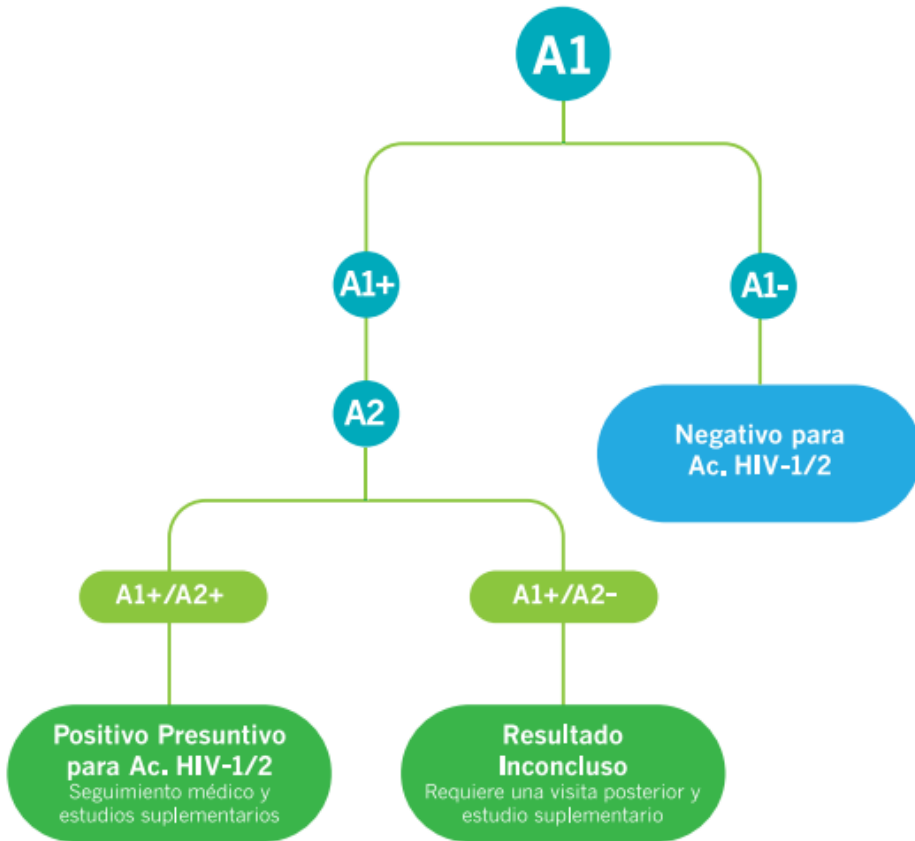 A1
A1+
A1-
A2
Negativo para
Ac. HIV-1/2
A1+/A2+
A1+/A2-
Positivo Presuntivo
para Ac. HIV-1/2
Seguimiento médico y
estudios suplementarios
Resultado
Inconcluso
Requiere una visita posterior y
estudio suplementario